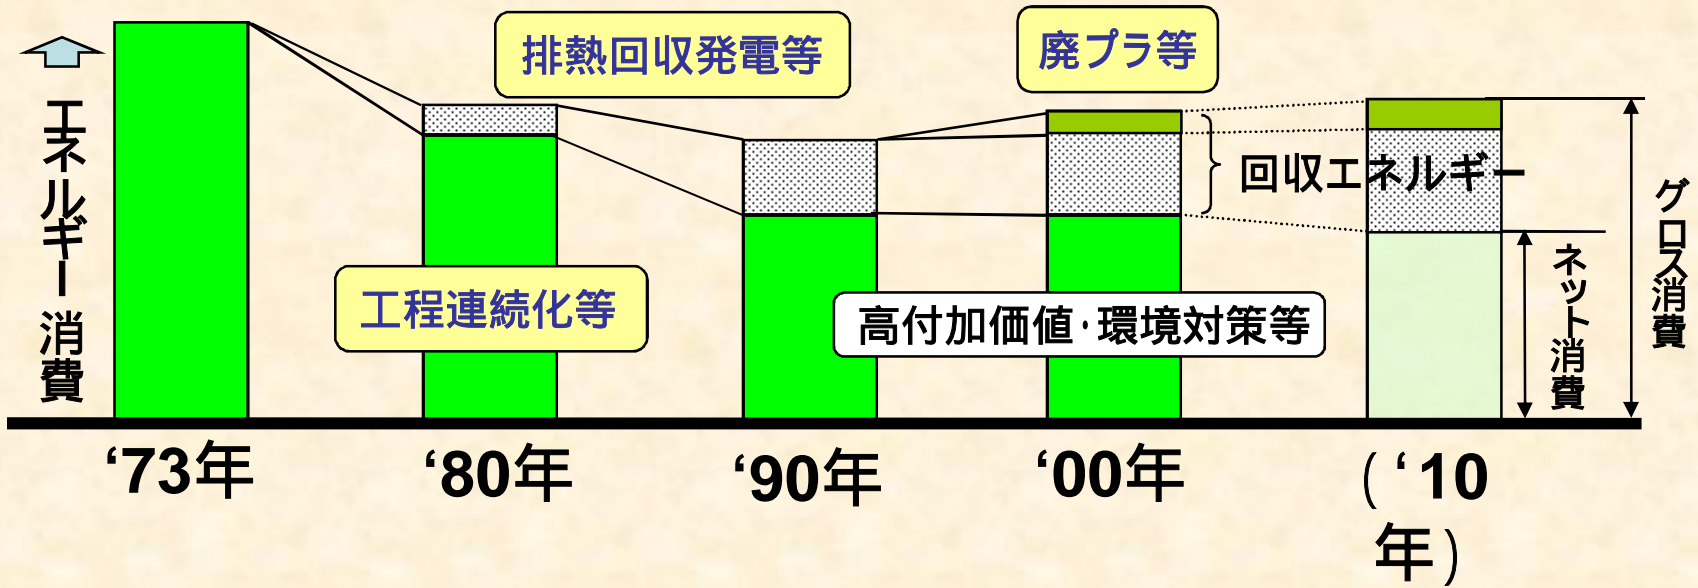 エネルギー消費
排熱回収発電等
廃プラ等
回収エネルギー
工程連続化等
高付加価値・環境対策等
ネット消費
グロス消費
‘73年
‘80年
‘90年
‘00年
(‘10
年)